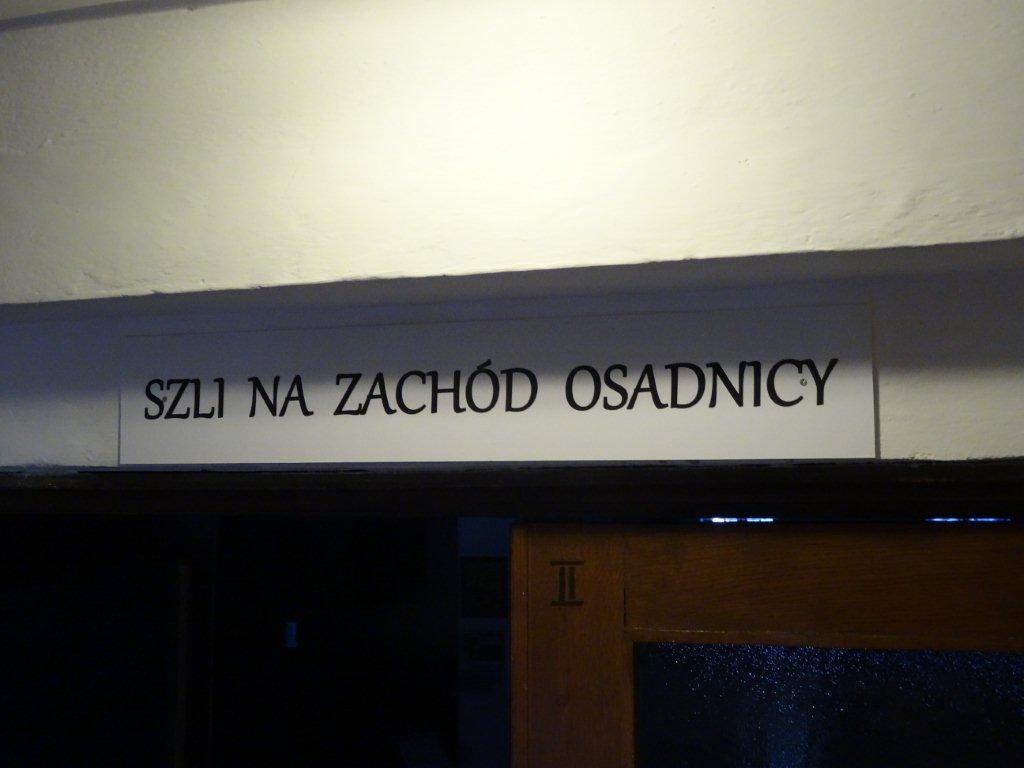 SZLI NA ZACHÓD OSADNICY
II